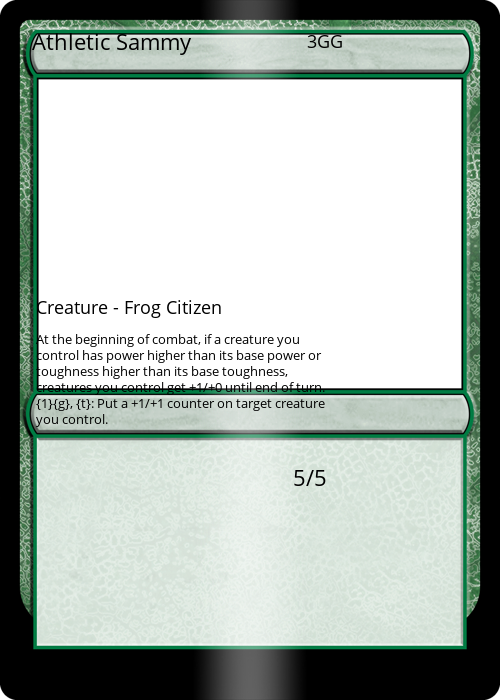 Athletic Sammy
3GG
Creature - Frog Citizen
At the beginning of combat, if a creature you
control has power higher than its base power or
toughness higher than its base toughness,
creatures you control get +1/+0 until end of turn.
{1}{g}, {t}: Put a +1/+1 counter on target creature
you control.
5/5